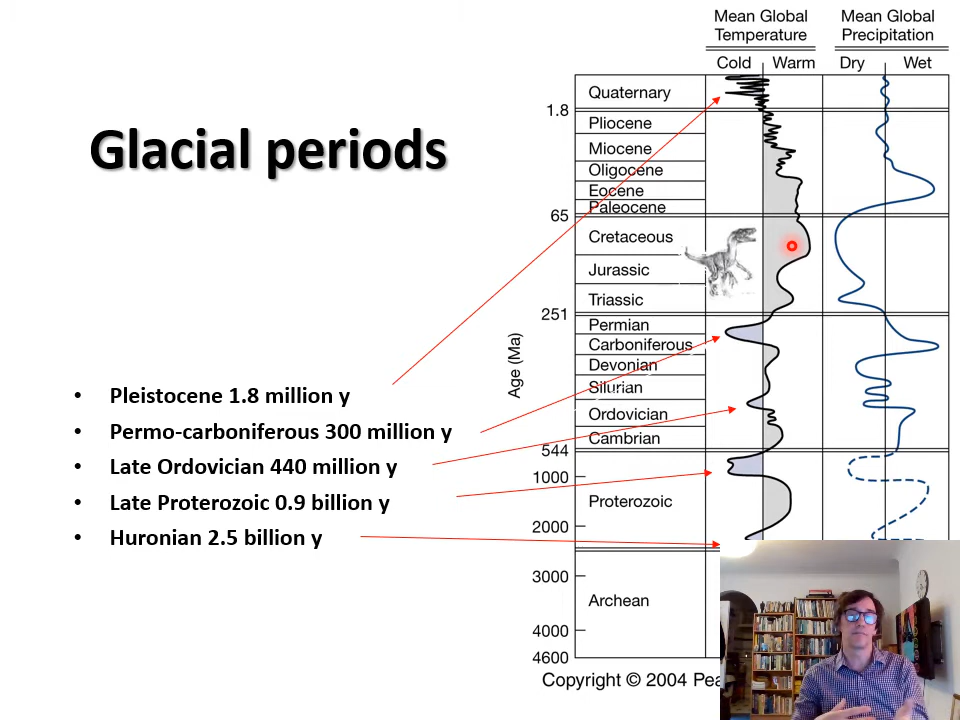 Glacial periods
• Pleistocene 1.8 million y
• Permo-carboniferous 300 million y
• Late Ordovician 440 million y
• Late Proterozoic 0.9 billion y
• Huronian 2.5 billion y
Mean Global
Temperature
Mean Global
Precipitation
Cold
Warm
Dry
Wet
Quaternary
1.8
Pliocene
Miocene
Oligocene
Eocene
Paleocene
65
Cretaceous
Jurassic
Triassic
251
Permian
Carboniferous
Devonian
Silurian
Ordovician
Cambrian
544
1000
Proterozoic
2000
3000
Archean
4000
4600
Age (Ma)
Copyright © 2004 Pea